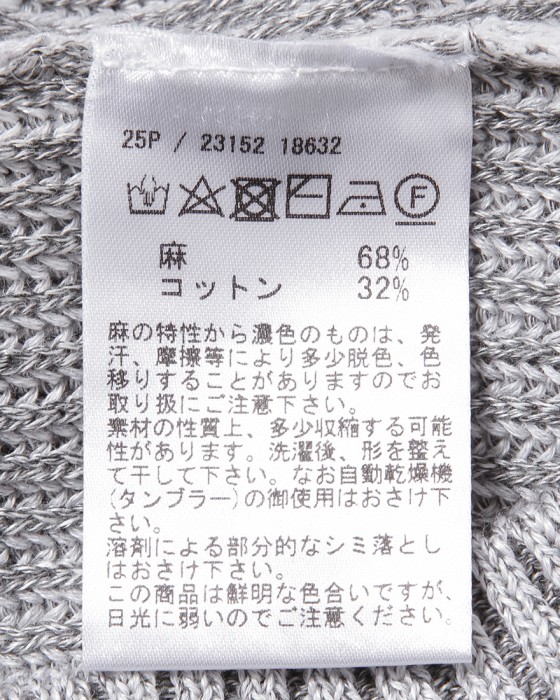 25P / 23152 18632
F
麻 68%
コットン 32%
麻の特性から濃色のものは、発
汗、摩擦等により多少脱色、色
移りすることがありますのでお
取り扱にご注意下さい。
素材の性質上、多少収縮する可能
性があります。洗濯後、形を整え
て干して下さい。なお自動乾燥機
(タンブラー)の御使用はおさけ下
さい。
溶剤による部分的なシミ落とし
はおさけ下さい。
この商品は鮮明な色合いですが、
日光に弱いのでご注意ください。